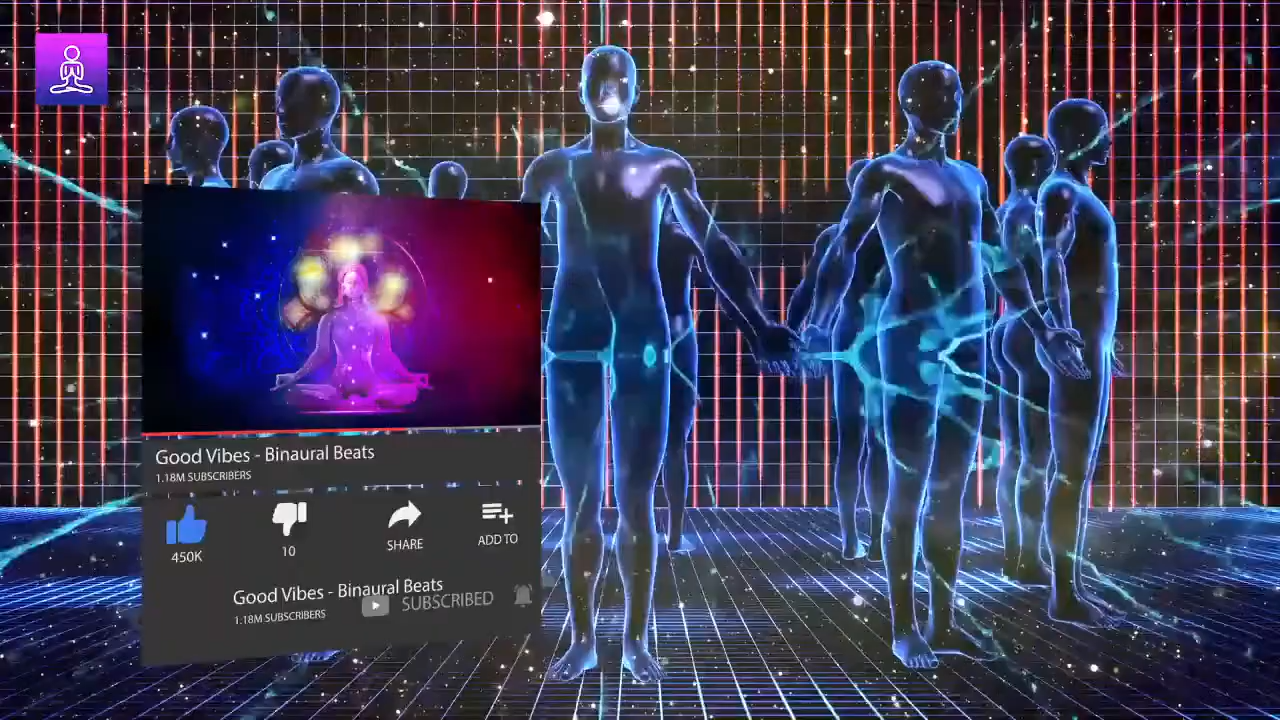 Good Vibes - Binaural Beats
1.18M SUBSCRIBERS
450K
10
SHARE
ADD TO
Good Vibes - Binaural Beats
1.18M SUBSCRIBERS
SUBSCRIBED